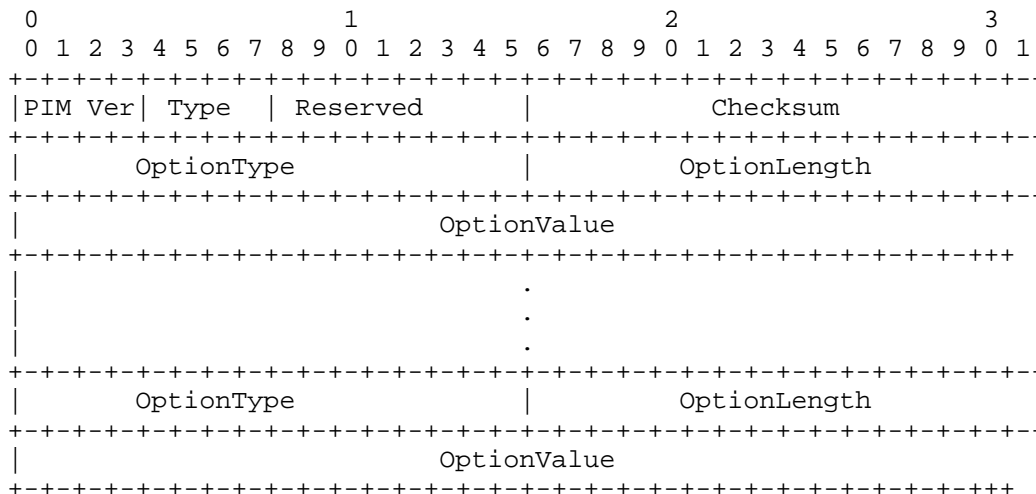 0                   1                   2                   3
 0 1 2 3 4 5 6 7 8 9 0 1 2 3 4 5 6 7 8 9 0 1 2 3 4 5 6 7 8 9 0 1
+-+-+-+-+-+-+-+-+-+-+-+-+-+-+-+-+-+-+-+-+-+-+-+-+-+-+-+-+-+-+-+-
|PIM Ver| Type  | Reserved      |           Checksum
+-+-+-+-+-+-+-+-+-+-+-+-+-+-+-+-+-+-+-+-+-+-+-+-+-+-+-+-+-+-+-+-
|       OptionType              |         OptionLength
+-+-+-+-+-+-+-+-+-+-+-+-+-+-+-+-+-+-+-+-+-+-+-+-+-+-+-+-+-+-+-+-
|                          OptionValue
+-+-+-+-+-+-+-+-+-+-+-+-+-+-+-+-+-+-+-+-+-+-+-+-+-+-+-+-+-+-+++
|                               .
|                               .
|                               .
+-+-+-+-+-+-+-+-+-+-+-+-+-+-+-+-+-+-+-+-+-+-+-+-+-+-+-+-+-+-+-+-
|       OptionType              |         OptionLength
+-+-+-+-+-+-+-+-+-+-+-+-+-+-+-+-+-+-+-+-+-+-+-+-+-+-+-+-+-+-+-+-
|                          OptionValue
+-+-+-+-+-+-+-+-+-+-+-+-+-+-+-+-+-+-+-+-+-+-+-+-+-+-+-+-+-+-+++